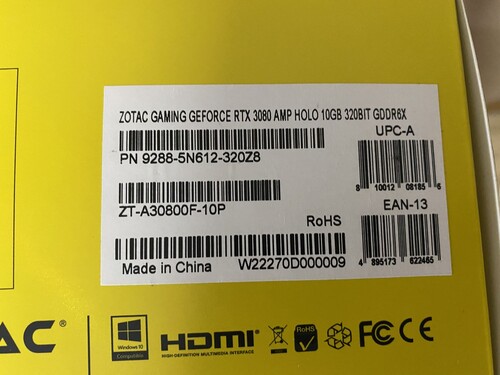 ZOTAC GAMING GEFORCE RTX 3080 AMP HOLO 10GB 320BIT GDDR6X
UPC-A
PN 9288-5N612-320Z8
8 10012 08185 5
ZT-A30800F-10P
EAN-13
RoHS
4 895173 622465
Made in China
W22270D000009
AC®
Windows 10
Compatible
HDMI®
HIGH-DEFINITION MULTIMEDIA INTERFACE
RoHS
FC CE